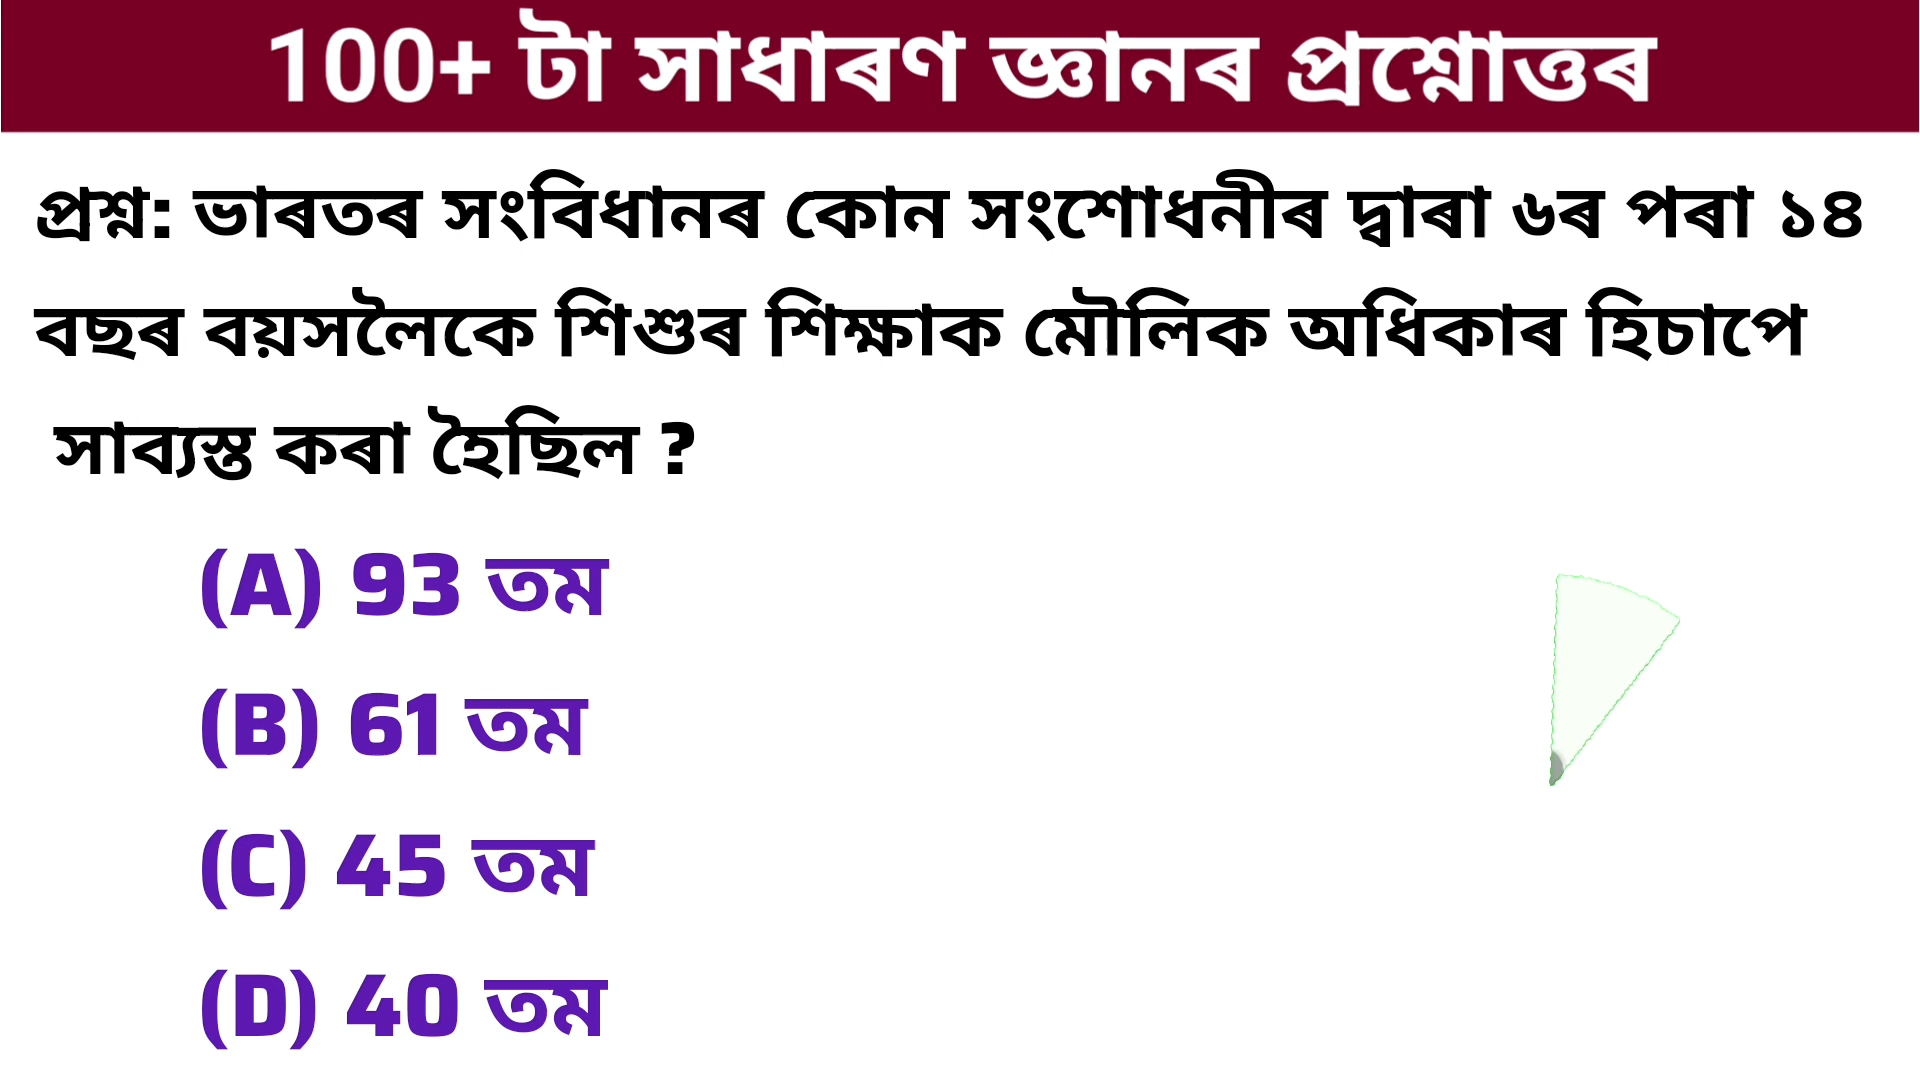 100+ টা সাধাৰণ জ্ঞানৰ প্ৰশ্নোত্তৰ
প্ৰশ্ন: ভাৰতৰ সংবিধানৰ কোন সংশোধনীৰ দ্বাৰা ৬ৰ পৰা ১৪
বছৰ বয়সলৈকে শিশুৰ শিক্ষাক মৌলিক অধিকাৰ হিচাপে
সাব্যস্ত কৰা হৈছিল ?
(A) 93 তম
(B) 61 তম
(C) 45 তম
(D) 40 তম